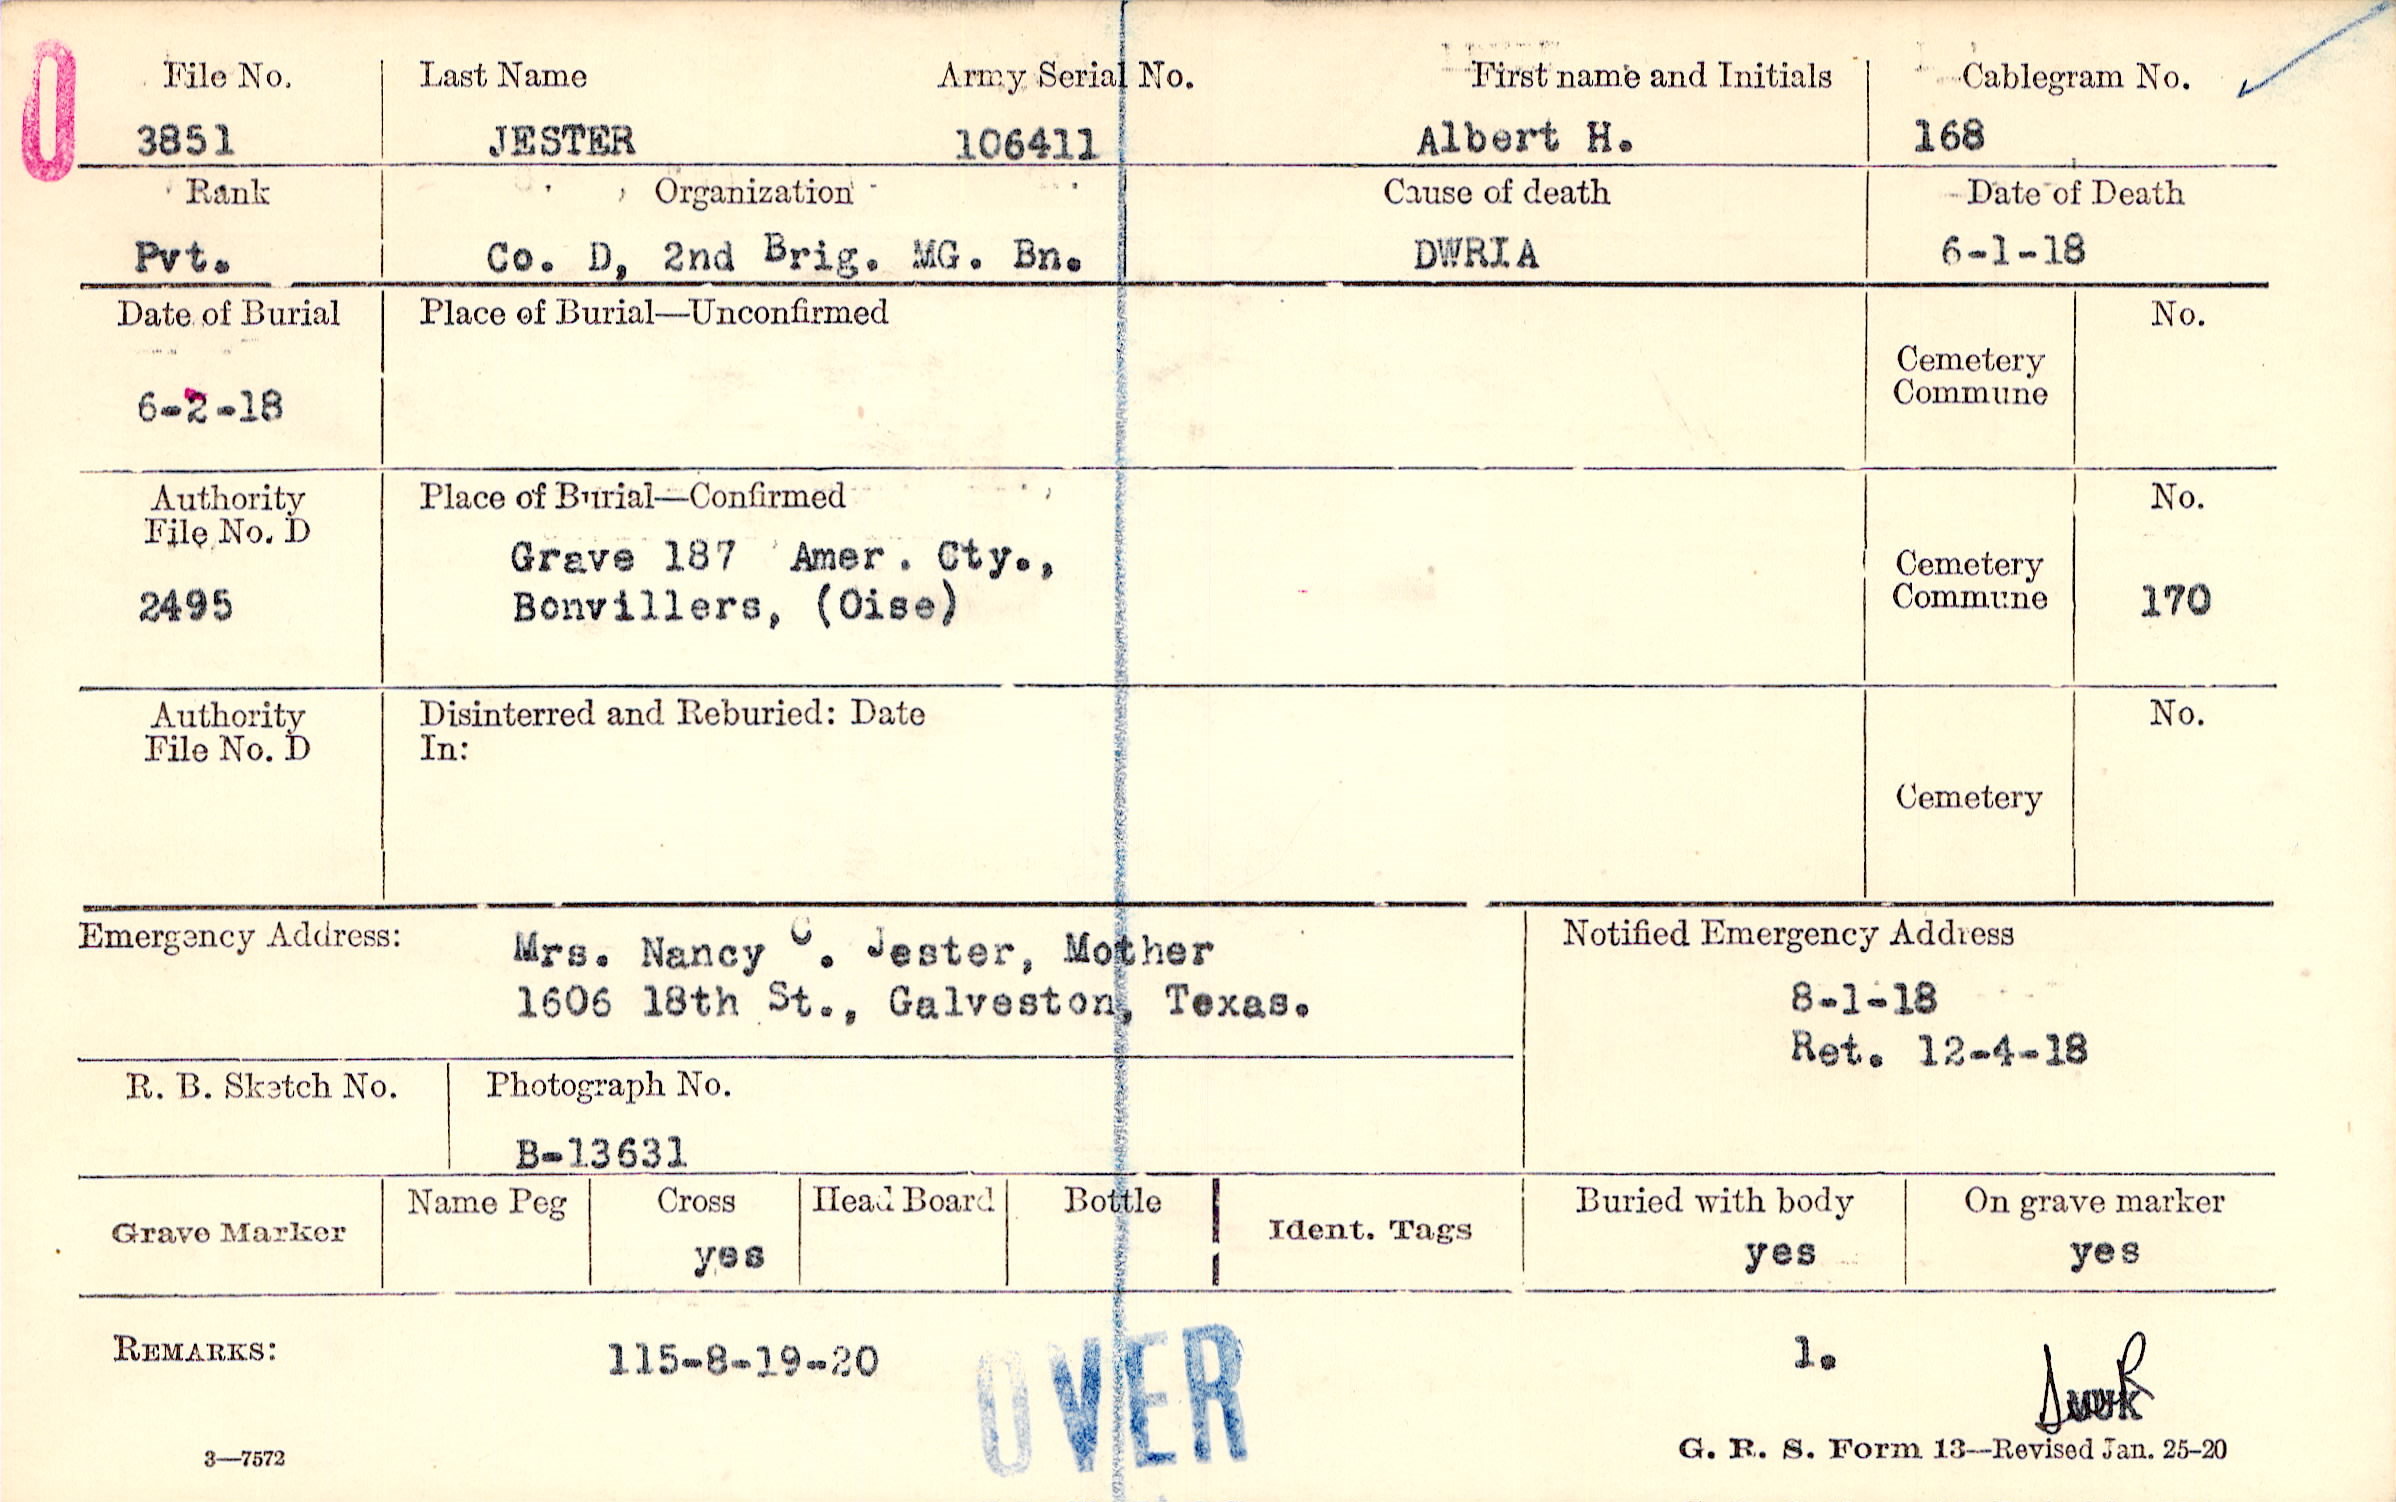 File No. Last Name Army Serial No. First name and Initials Cablegram No.
3851 JESTER 106411 Albert H. 168
Rank Organization Cause of death Date of Death
Pvt. Co. D, 2nd Brig. MG. Bn. DWRIA 6-1-18
Date of Burial Place of Burial—Unconfirmed No.
Cemetery
Commune
6-2-18
Authority Place of Burial—Confirmed No.
File No. D
Grave 187 Amer. Cty., Cemetery
2495 Bonvillers, (Oise) Commune 170
Authority Disinterred and Reburied: Date No.
File No. D In:
Cemetery
Emergency Address: Mrs. Nancy C. Jester, Mother Notified Emergency Address
1606 18th St., Galveston, Texas. 8-1-18
Ret. 12-4-18
R. B. Sketch No. Photograph No.
B-13631
Grave Marker Name Peg Cross Head Board Bottle Ident. Tags Buried with body On grave marker
yes yes yes
REMARKS: 115-8-19-20 1.
OVER
3—7572 G. R. S. Form 13—Revised Jan. 25-20